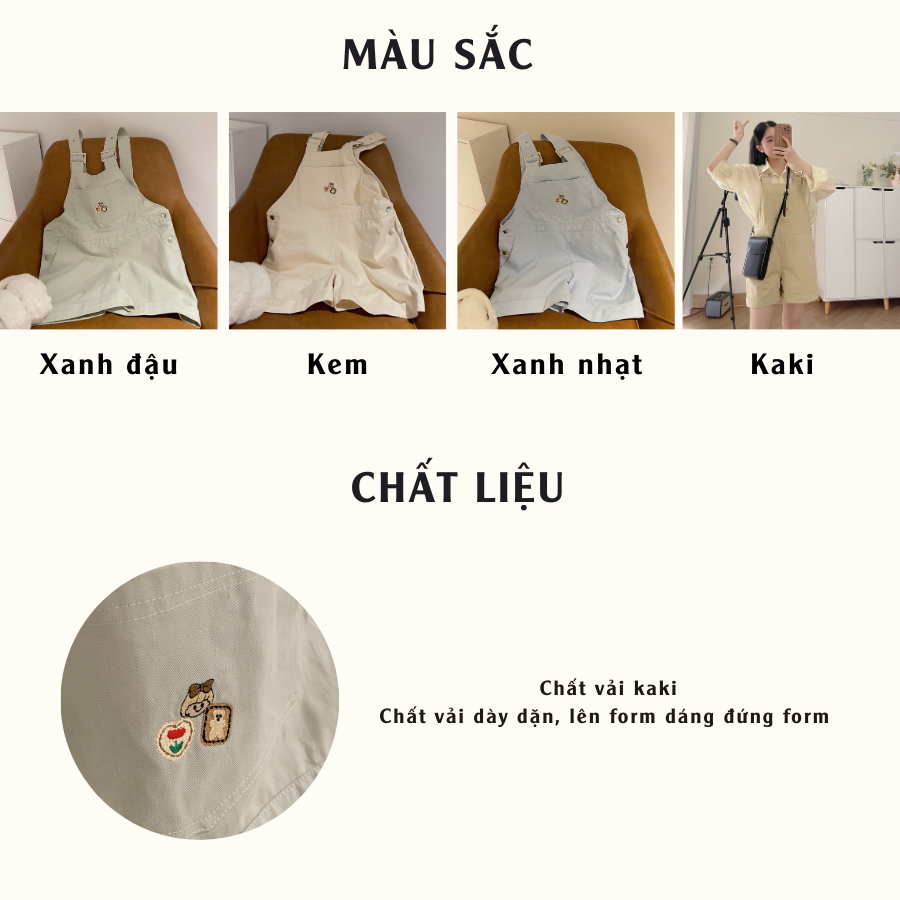 MÀU SẮC
Xanh đậu
Kem
Xanh nhạt
Kaki
CHẤT LIỆU
Chất vải kaki
Chất vải dày dặn, lên form dáng đứng form